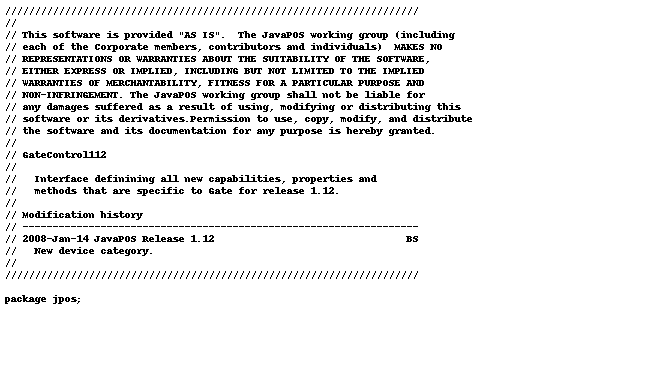 //////////////////////////////////////////////////////////////////////
//
// This software is provided "AS IS".  The JavaPOS working group (including
// each of the Corporate members, contributors and individuals)  MAKES NO
// REPRESENTATIONS OR WARRANTIES ABOUT THE SUITABILITY OF THE SOFTWARE,
// EITHER EXPRESS OR IMPLIED, INCLUDING BUT NOT LIMITED TO THE IMPLIED
// WARRANTIES OF MERCHANTABILITY, FITNESS FOR A PARTICULAR PURPOSE AND
// NON-INFRINGEMENT. The JavaPOS working group shall not be liable for
// any damages suffered as a result of using, modifying or distributing this
// software or its derivatives.Permission to use, copy, modify, and distribute
// the software and its documentation for any purpose is hereby granted.
//
// GateControl112
//
//   Interface definining all new capabilities, properties and
//   methods that are specific to Gate for release 1.12.
//
// Modification history
// ------------------------------------------------------------------
// 2008-Jan-14 JavaPOS Release 1.12                                BS
//   New device category.
//
//////////////////////////////////////////////////////////////////////
package jpos;